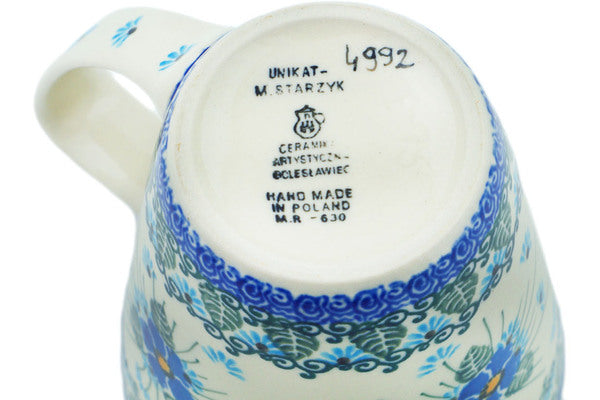 UNIKAT-
M.STARZYK
4992
CERAMIKA
ARTYSTYCZNA
BOLESŁAWIEC
HAND MADE
IN POLAND
M.R - 630